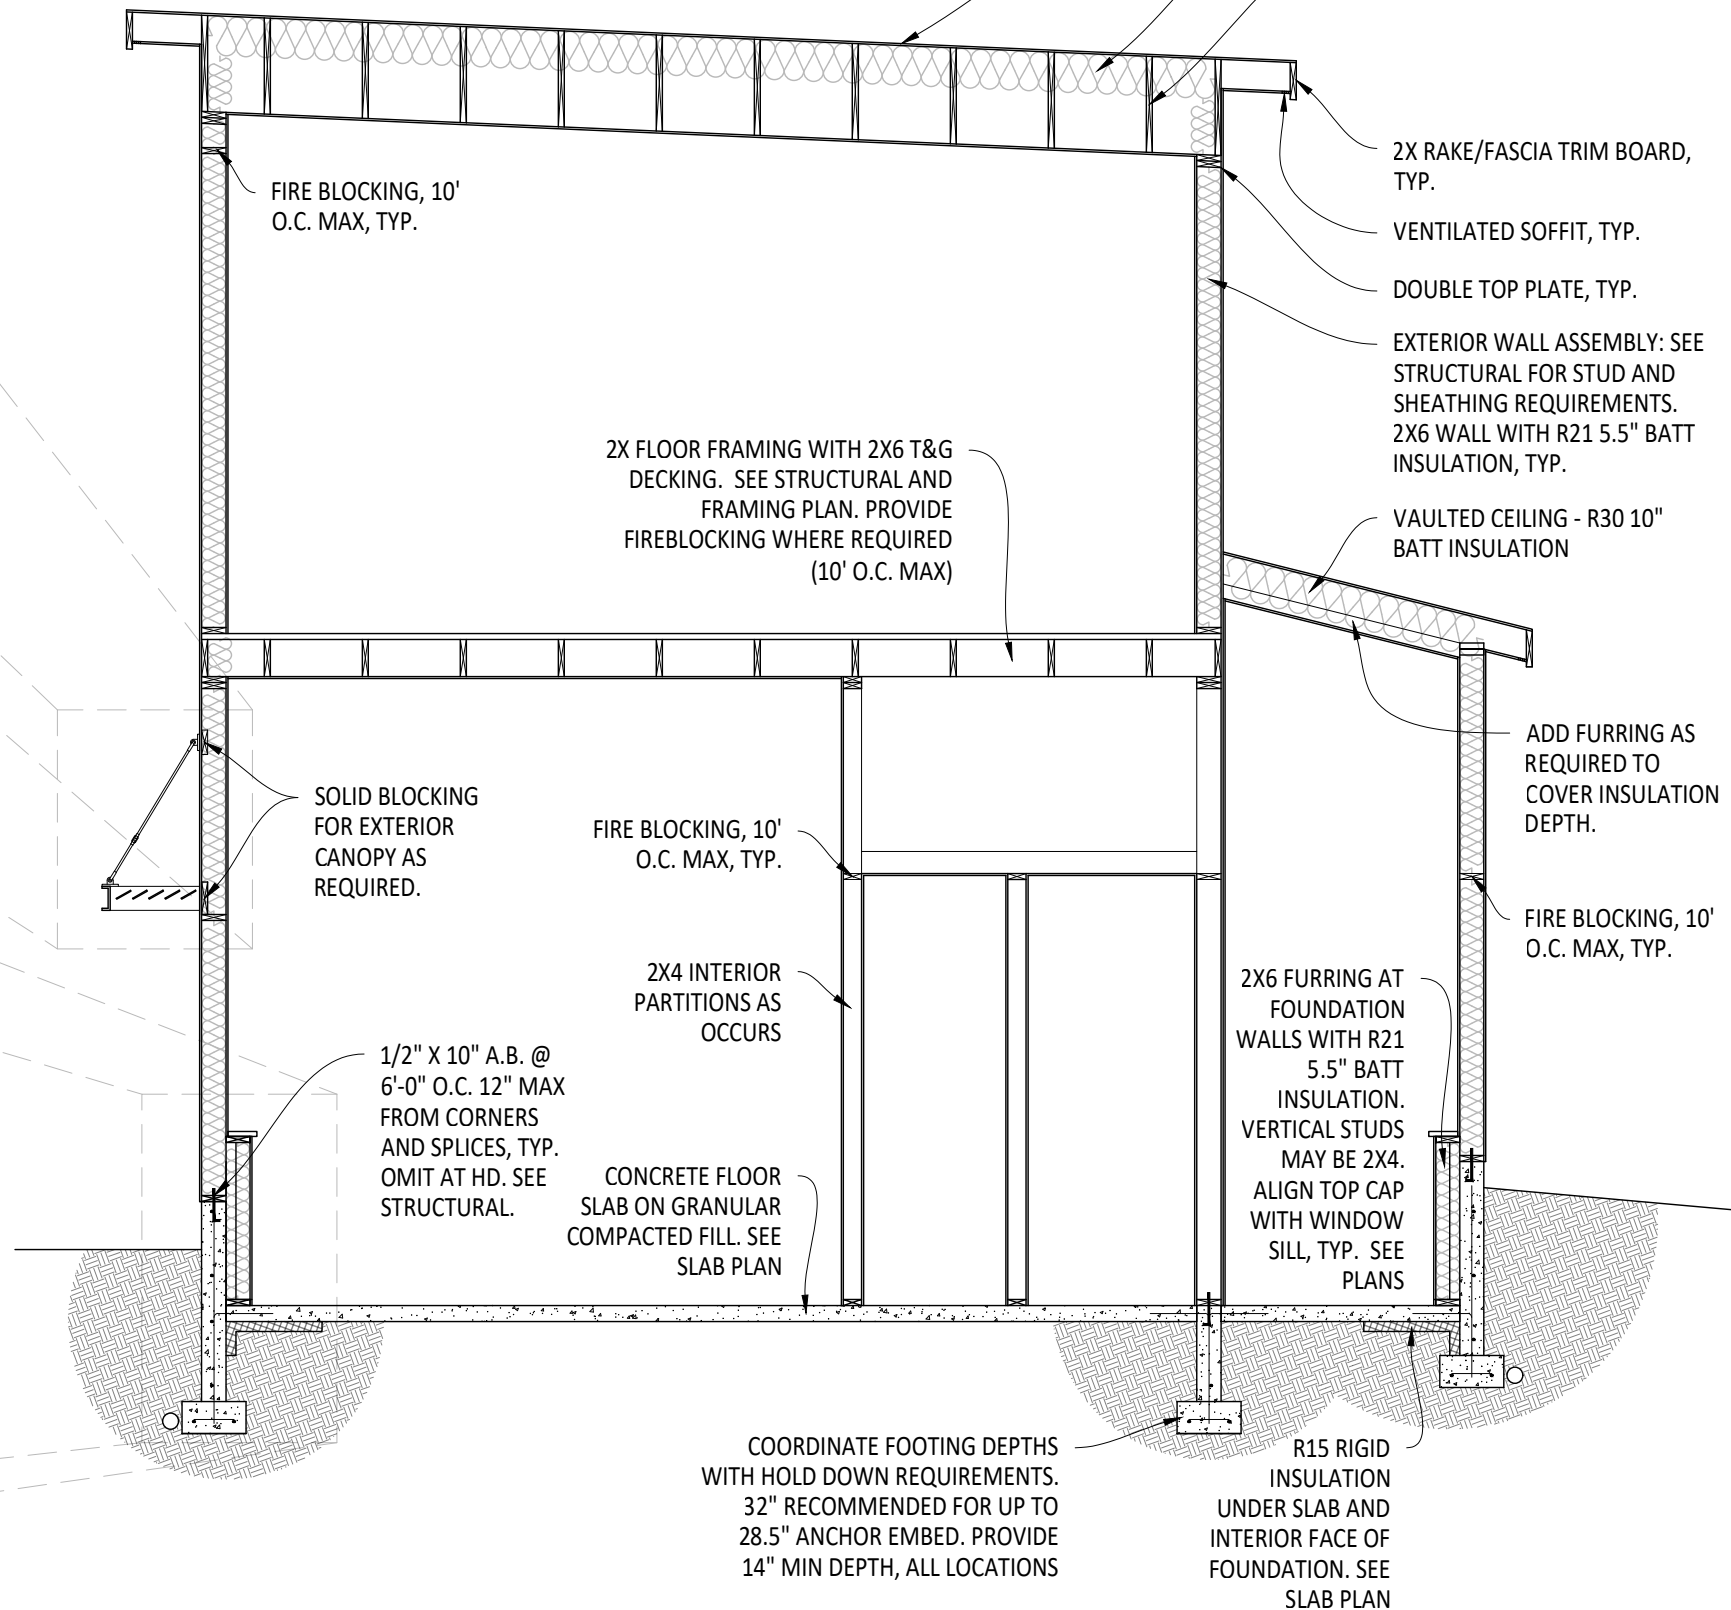 FIRE BLOCKING, 10'
O.C. MAX, TYP.
2X RAKE/FASCIA TRIM BOARD,
TYP.
VENTILATED SOFFIT, TYP.
DOUBLE TOP PLATE, TYP.
EXTERIOR WALL ASSEMBLY: SEE
STRUCTURAL FOR STUD AND
SHEATHING REQUIREMENTS.
2X6 WALL WITH R21 5.5" BATT
INSULATION, TYP.
2X FLOOR FRAMING WITH 2X6 T&G
DECKING. SEE STRUCTURAL AND
FRAMING PLAN. PROVIDE
FIREBLOCKING WHERE REQUIRED
(10' O.C. MAX)
VAULTED CEILING - R30 10"
BATT INSULATION
ADD FURRING AS
REQUIRED TO
COVER INSULATION
DEPTH.
SOLID BLOCKING
FOR EXTERIOR
CANOPY AS
REQUIRED.
FIRE BLOCKING, 10'
O.C. MAX, TYP.
FIRE BLOCKING, 10'
O.C. MAX, TYP.
2X4 INTERIOR
PARTITIONS AS
OCCURS
2X6 FURRING AT
FOUNDATION
WALLS WITH R21
5.5" BATT
INSULATION.
VERTICAL STUDS
MAY BE 2X4.
ALIGN TOP CAP
WITH WINDOW
SILL, TYP. SEE
PLANS
1/2" X 10" A.B. @
6'-0" O.C. 12" MAX
FROM CORNERS
AND SPLICES, TYP.
OMIT AT HD. SEE
STRUCTURAL.
CONCRETE FLOOR
SLAB ON GRANULAR
COMPACTED FILL. SEE
SLAB PLAN
COORDINATE FOOTING DEPTHS
WITH HOLD DOWN REQUIREMENTS.
32" RECOMMENDED FOR UP TO
28.5" ANCHOR EMBED. PROVIDE
14" MIN DEPTH, ALL LOCATIONS
R15 RIGID
INSULATION
UNDER SLAB AND
INTERIOR FACE OF
FOUNDATION. SEE
SLAB PLAN